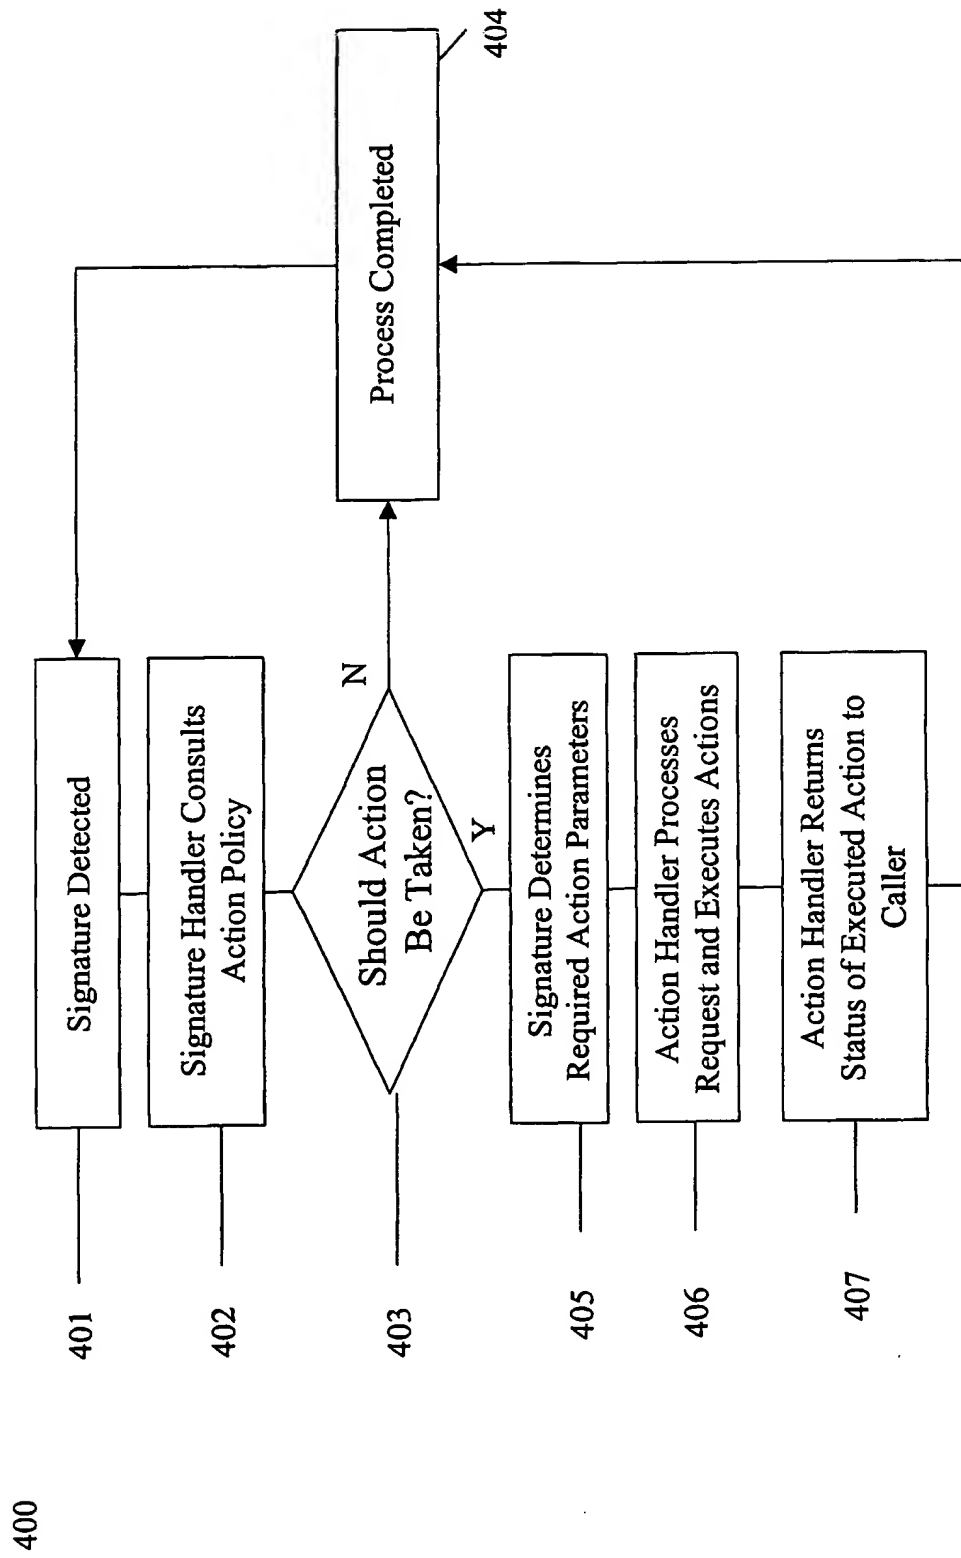 400
401
Signature Detected
402
Signature Handler Consults
Action Policy
403
Should Action
Be Taken?
N
Y
Process Completed
404
405
Signature Determines
Required Action Parameters
406
Action Handler Processes
Request and Executes Actions
407
Action Handler Returns
Status of Executed Action to
Caller